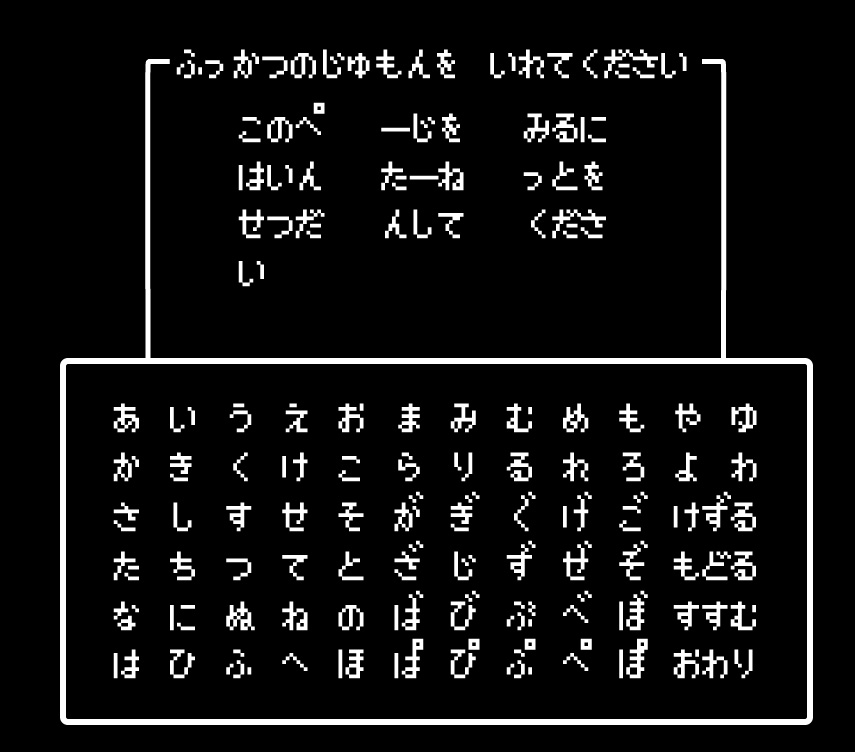 ふっかつのじゅもんを　いれてください
このぺ　ーじを　みるに
はいん　たーね　っとを
せつだ　んして　くださ
い
あ い う え お ま み む め も や ゆ
か き く け こ ら り る れ ろ よ わ
さ し す せ そ が ぎ ぐ げ ご けずる
た ち つ て と ざ じ ず ぜ ぞ もどる
な に ぬ ね の ば び ぶ べ ぼ すすむ
は ひ ふ へ ほ ぱ ぴ ぷ ぺ ぽ おわり